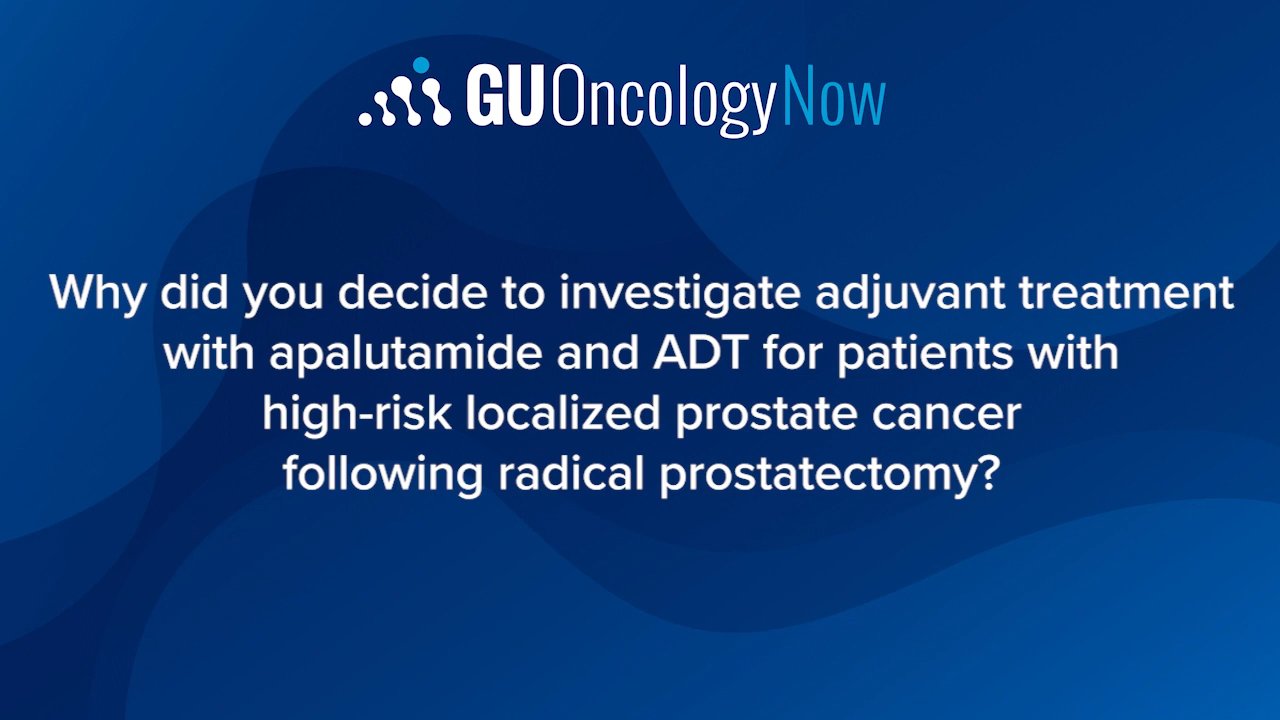 GUOncologyNow
Why did you decide to investigate adjuvant treatment
with apalutamide and ADT for patients with
high-risk localized prostate cancer
following radical prostatectomy?